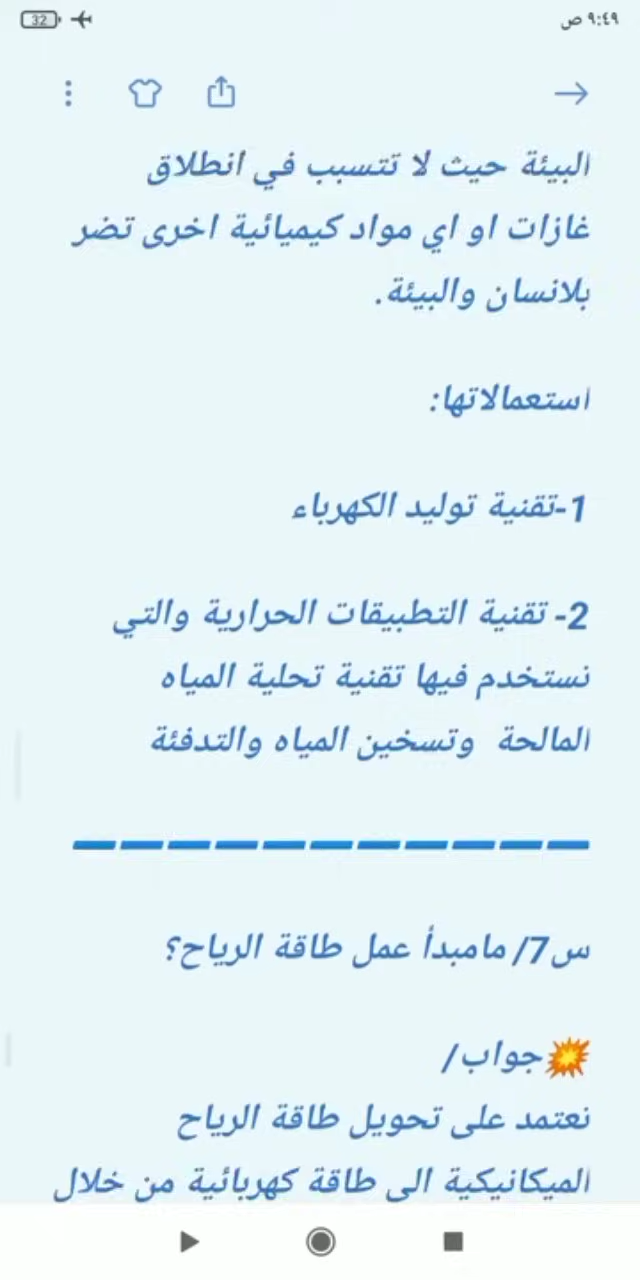 ٩:٤٩ ص
32
البيئة حيث لا تتسبب في انطلاق
غازات او اي مواد كيميائية اخرى تضر
بلانسان والبيئة.
استعمالاتها:
1-تقنية توليد الكهرباء
2- تقنية التطبيقات الحرارية والتي
نستخدم فيها تقنية تحلية المياه
المالحة وتسخين المياه والتدفئة
س7/ مامبدأ عمل طاقة الرياح؟
💥جواب/
نعتمد على تحويل طاقة الرياح
الميكانيكية الى طاقة كهربائية من خلال